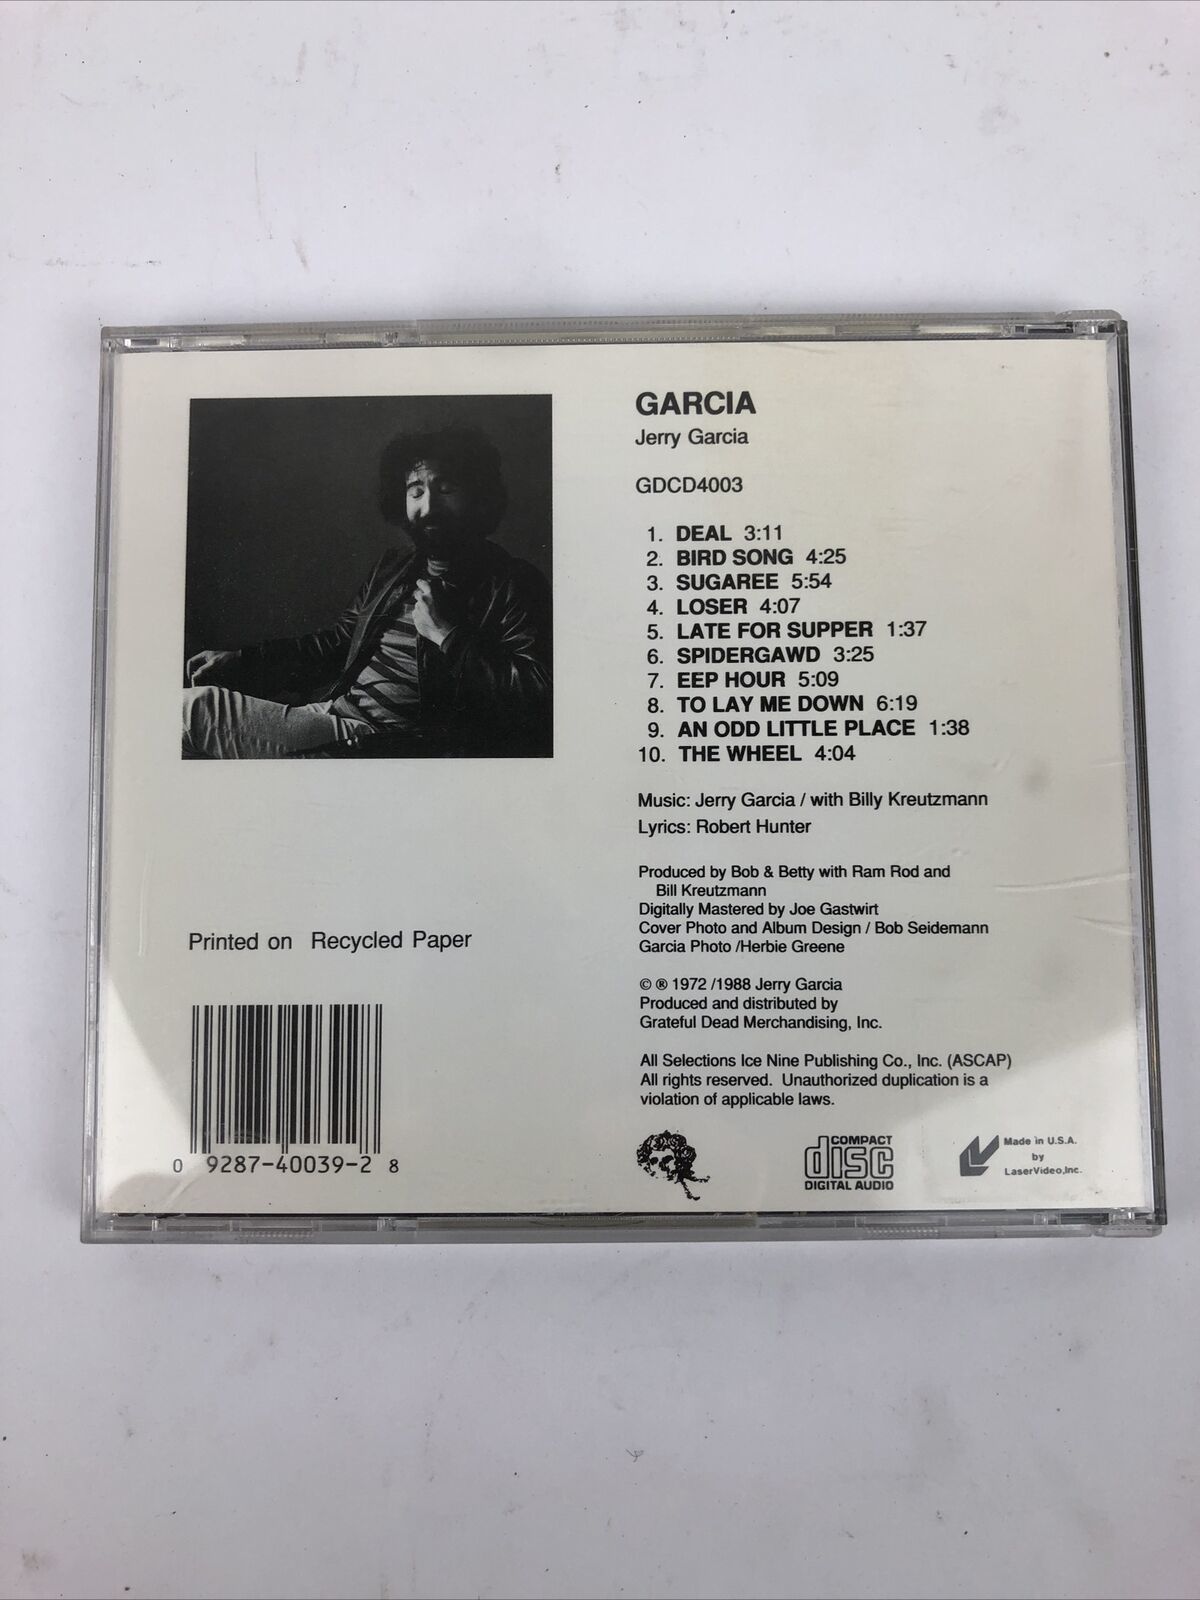 GARCIA
Jerry Garcia
GDCD4003
1. DEAL 3:11
2. BIRD SONG 4:25
3. SUGAREE 5:54
4. LOSER 4:07
5. LATE FOR SUPPER 1:37
6. SPIDERGAWD 3:25
7. EEP HOUR 5:09
8. TO LAY ME DOWN 6:19
9. AN ODD LITTLE PLACE 1:38
10. THE WHEEL 4:04
Music: Jerry Garcia / with Billy Kreutzmann
Lyrics: Robert Hunter
Produced by Bob & Betty with Ram Rod and
Bill Kreutzmann
Digitally Mastered by Joe Gastwirt
Cover Photo and Album Design / Bob Seidemann
Garcia Photo /Herbie Greene
© ® 1972 /1988 Jerry Garcia
Produced and distributed by
Grateful Dead Merchandising, Inc.
All Selections Ice Nine Publishing Co., Inc. (ASCAP)
All rights reserved. Unauthorized duplication is a
violation of applicable laws.
Printed on Recycled Paper
0 9287-40039-2 8
COMPACT
disc
DIGITAL AUDIO
Made in U.S.A.
by
LaserVideo,Inc.